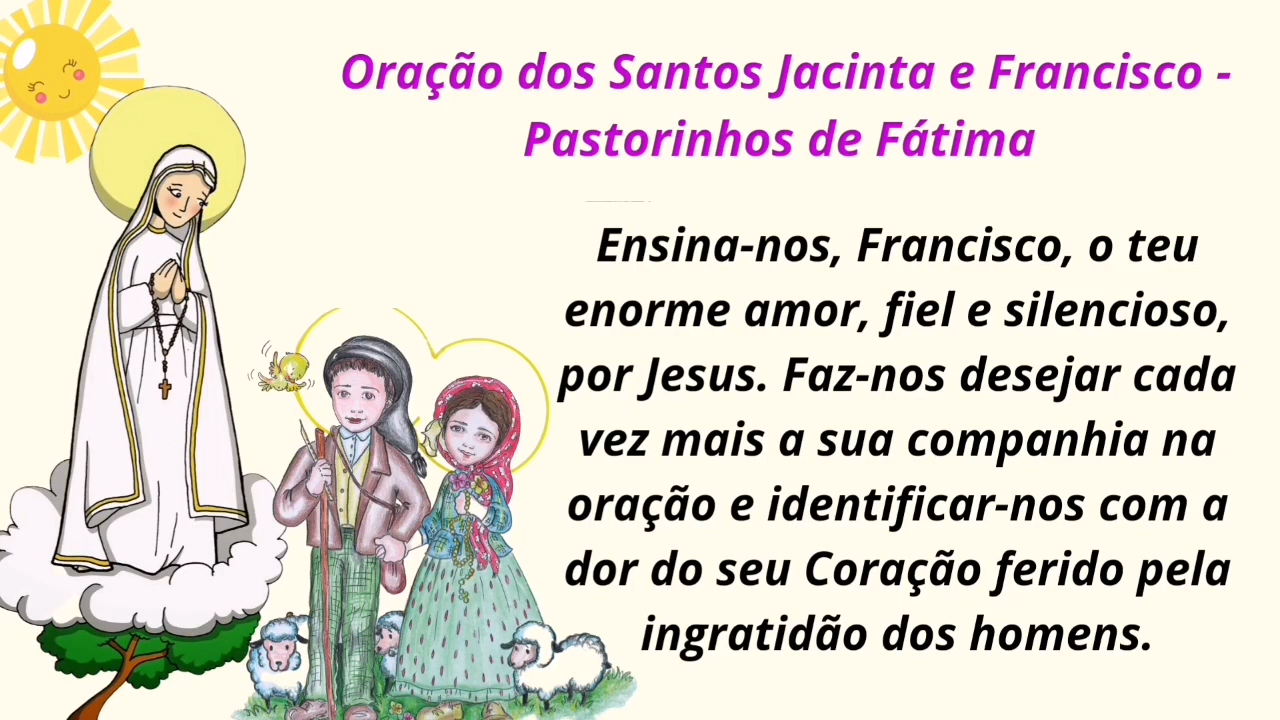 Oração dos Santos Jacinta e Francisco -
Pastorinhos de Fátima
Ensina-nos, Francisco, o teu
enorme amor, fiel e silencioso,
por Jesus. Faz-nos desejar cada
vez mais a sua companhia na
oração e identificar-nos com a
dor do seu Coração ferido pela
ingratidão dos homens.